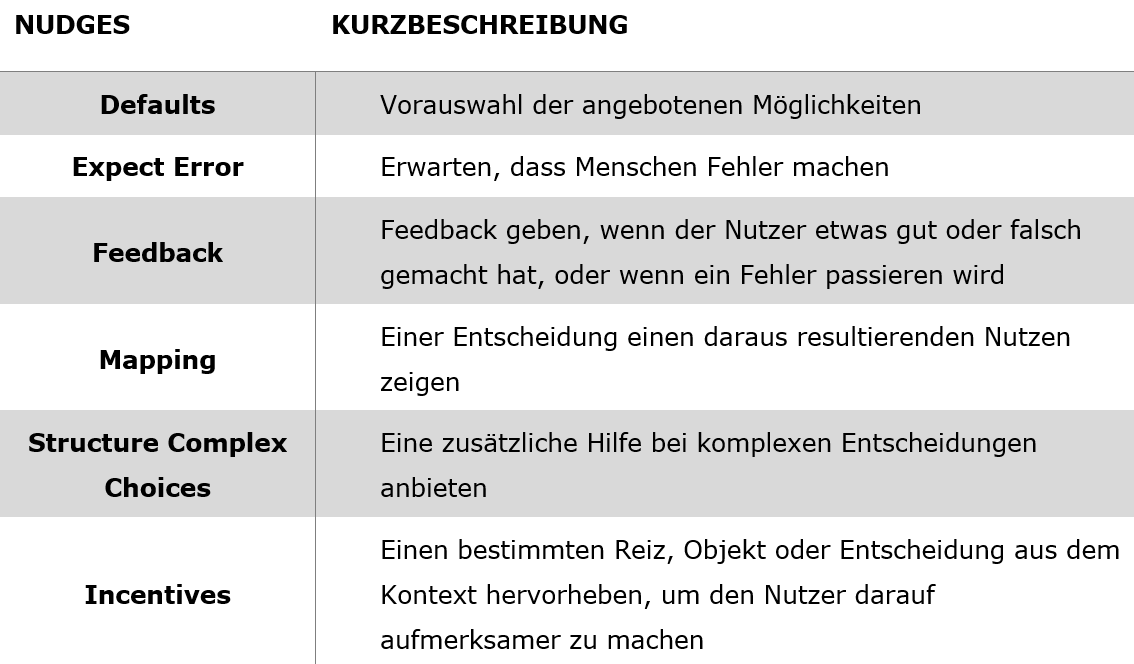 NUDGES KURZBESCHREIBUNG
Defaults Vorauswahl der angebotenen Möglichkeiten
Expect Error Erwarten, dass Menschen Fehler machen
Feedback
Feedback geben, wenn der Nutzer etwas gut oder falsch
gemacht hat, oder wenn ein Fehler passieren wird
Mapping
Einer Entscheidung einen daraus resultierenden Nutzen
zeigen
Structure Complex
Choices
Eine zusätzliche Hilfe bei komplexen Entscheidungen
anbieten
Incentives
Einen bestimmten Reiz, Objekt oder Entscheidung aus dem
Kontext hervorheben, um den Nutzer darauf
aufmerksamer zu machen